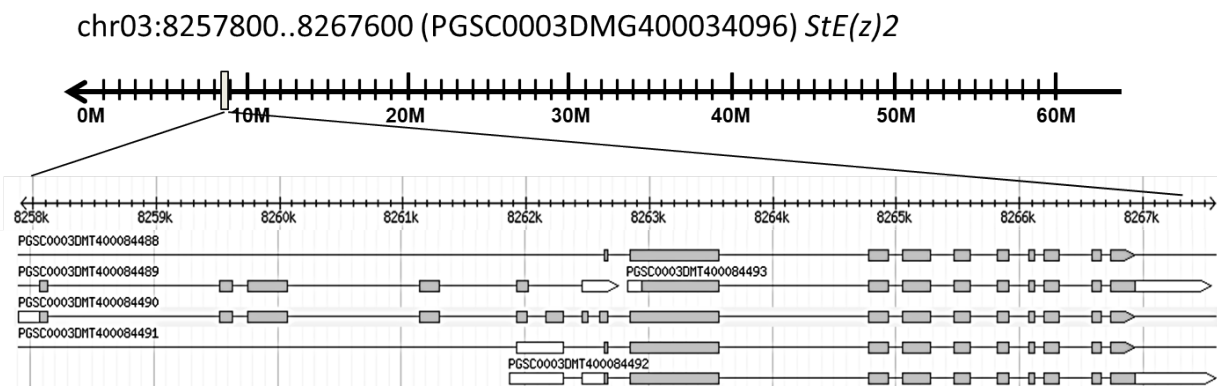 chr03:8257800..8267600 (PGSC0003DMG400034096) StE(z)2
0M 10M 20M 30M 40M 50M 60M
8258k 8259k 8260k 8261k 8262k 8263k 8264k 8265k 8266k 8267k
PGSC0003DMT400084488
PGSC0003DMT400084489 PGSC0003DMT400084493
PGSC0003DMT400084490
PGSC0003DMT400084491
PGSC0003DMT400084492